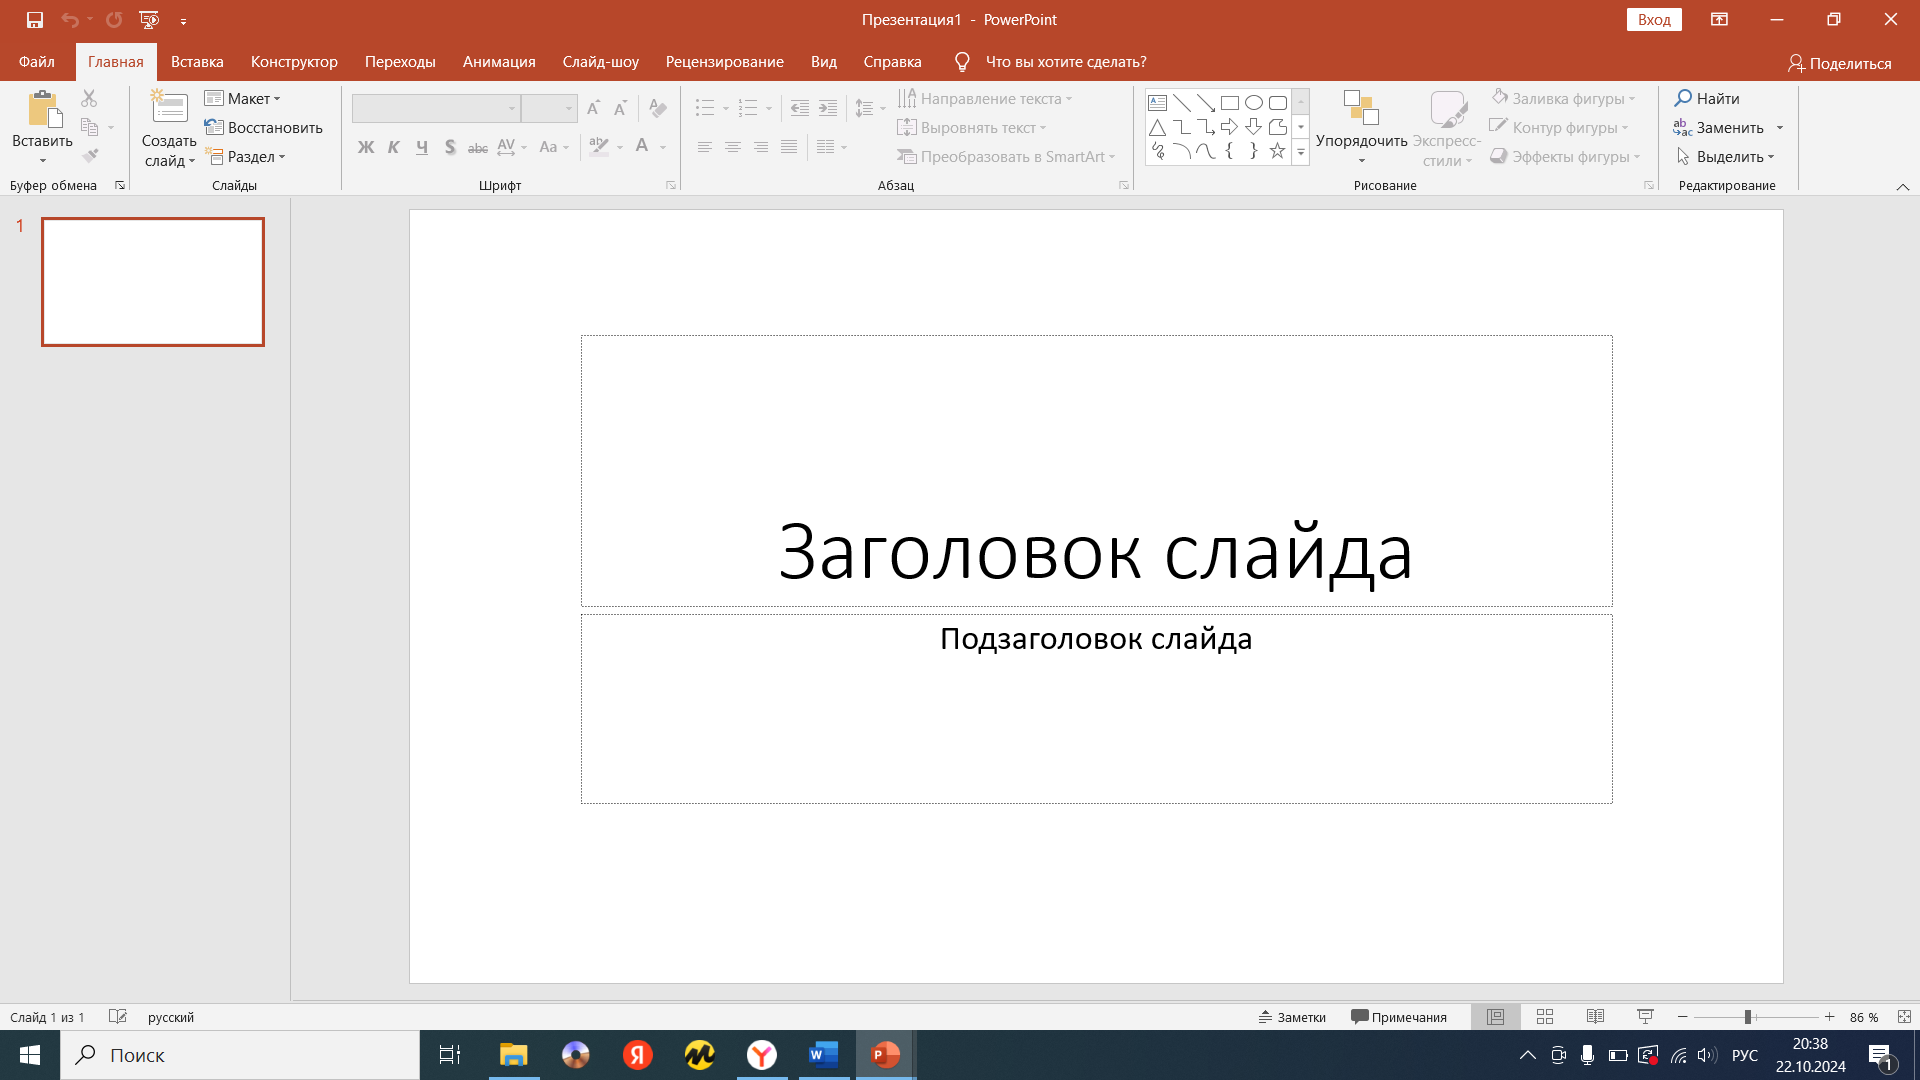 Презентация1 - PowerPoint
Вход
Файл Главная Вставка Конструктор Переходы Анимация Слайд-шоу Рецензирование Вид Справка Что вы хотите сделать? Поделиться
Вставить
Буфер обмена
Создать слайд
Макет
Восстановить
Раздел
Слайды
Ж К Ч S abc AV Aa А
Шрифт
Направление текста
Выровнять текст
Преобразовать в SmartArt
Абзац
Упорядочить
Экспресс-стили
Заливка фигуры
Контур фигуры
Эффекты фигуры
Рисование
Найти
Заменить
Выделить
Редактирование
1
Заголовок слайда
Подзаголовок слайда
Слайд 1 из 1 русский Заметки Примечания 86 %
Поиск
РУС
20:38
22.10.2024
1